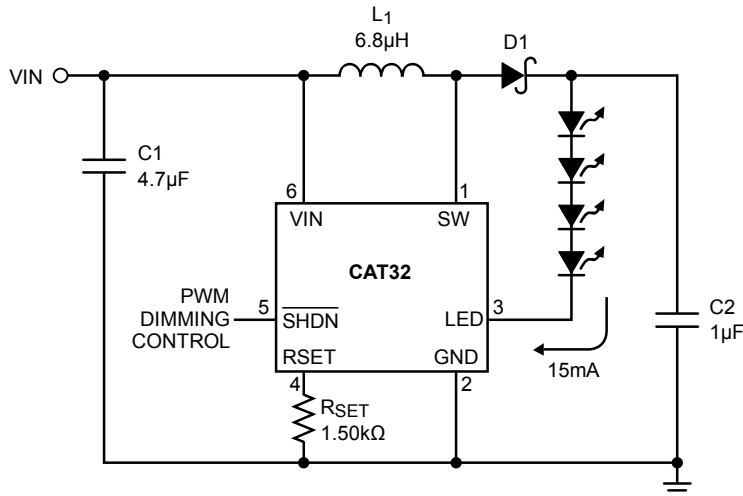 L1
6.8µH
D1
VIN
C1
4.7µF
6
1
VIN
SW
CAT32
PWM
DIMMING
CONTROL
5
SHDN
LED
3
RSET
GND
4
2
15mA
C2
1µF
RSET
1.50kΩ